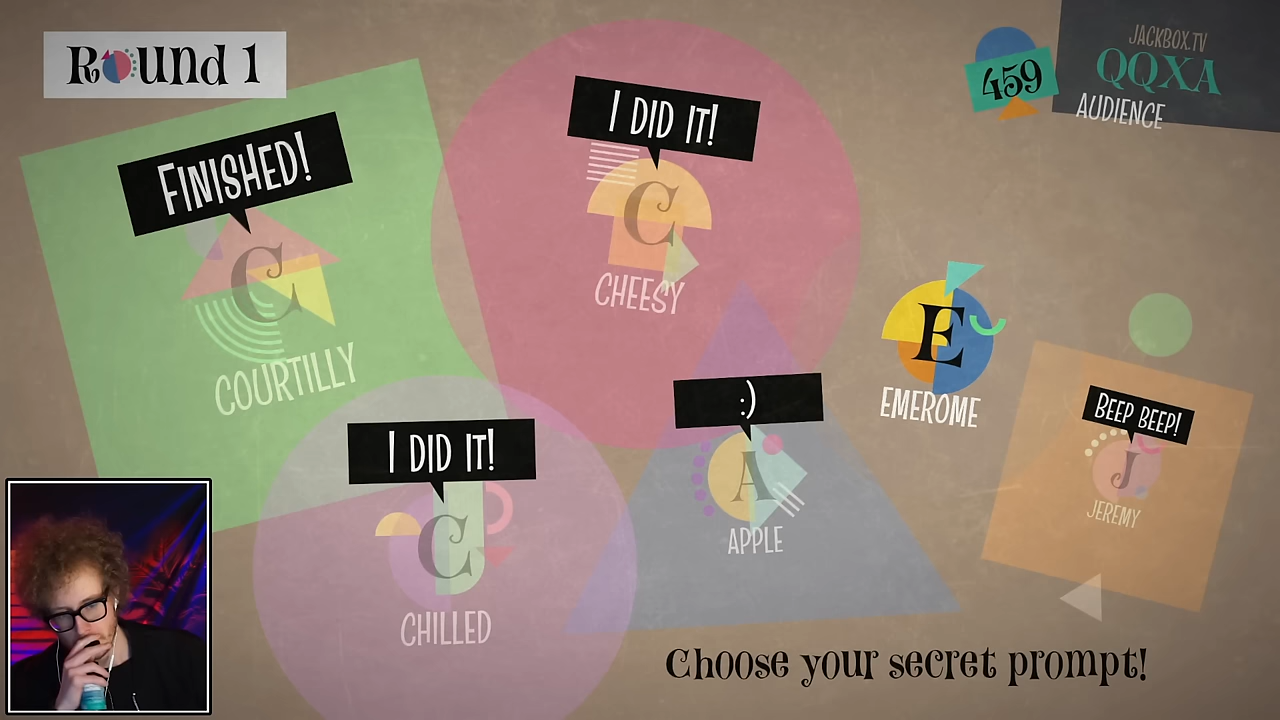 Round 1
459
JACKBOX.TV
QQXA
AUDIENCE
FINISHED!
C
COURTILLY
I DID IT!
C
CHEESY
E
EMEROME
I DID IT!
C
CHILLED
:)
A
APPLE
BEEP BEEP!
J
JEREMY
Choose your secret prompt!